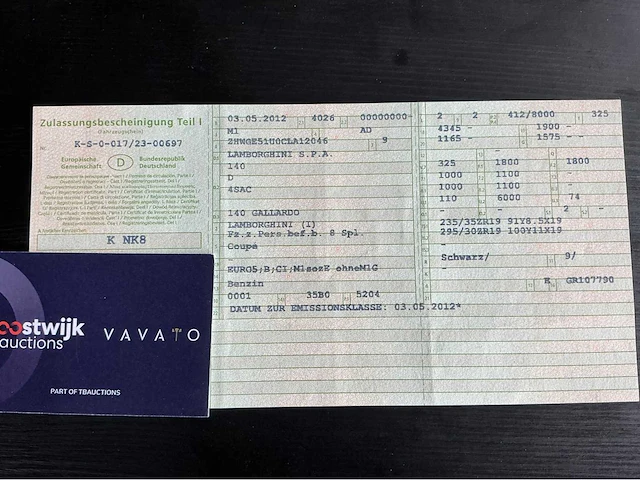 Zulassungsbescheinigung Teil I
(Fahrzeugschein)
Nr. K-S-0-017/23-00697
Europäische Gemeinschaft D Bundesrepublik Deutschland
K NK8
03.05.2012 4026 00000000-
M1 AD
ZHWGE51U0CLA12046 9
LAMBORGHINI S.P.A.
140
D
4SAC
140 GALLARDO
LAMBORGHINI (I)
Fz.z.Pers.bef.b. 8 Spl.
Coupé
EURO5;B;CI;M1sozE ohneM1G
Benzin
0001 35B0 5204
DATUM ZUR EMISSIONSKLASSE: 03.05.2012*
2 2 412/8000 325
4345 - 1900 -
1165 - 1575 - -
325 1800 1800
1000 1100
1000 1100
110 6000 74
- 2
235/35ZR19 91Y8.5X19
295/30ZR19 100Y11X19
-
Schwarz/ 9/
-
E GR107790
oostwijk
auctions
VAVATO
PART OF TBAUCTIONS